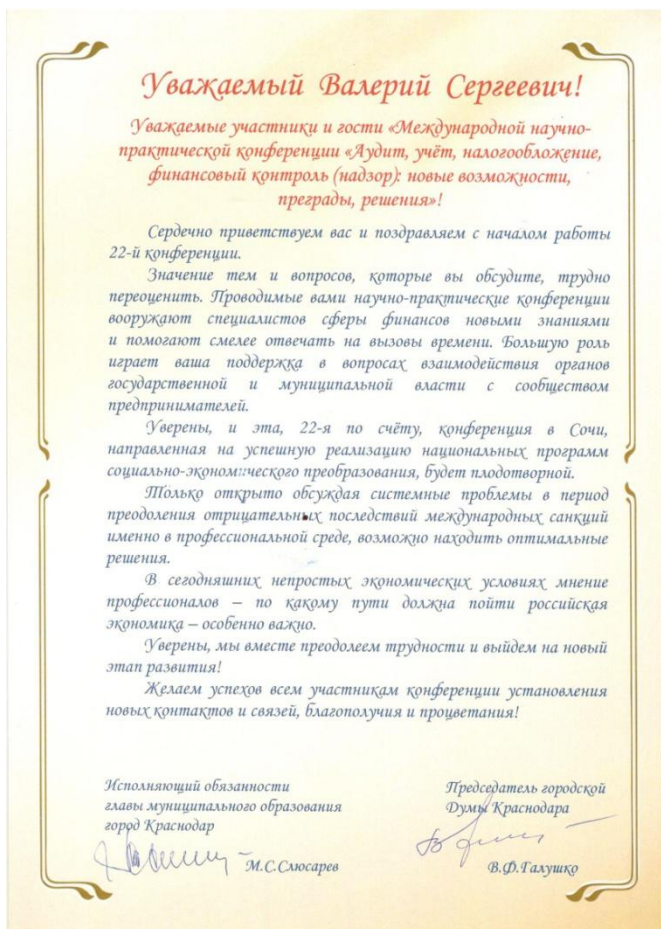 Уважаемый Валерий Сергеевич!
Уважаемые участники и гости «Международной научно-
практической конференции «Аудит, учёт, налогообложение,
финансовый контроль (надзор): новые возможности,
преграды, решения»!
Сердечно приветствуем вас и поздравляем с началом работы
22-й конференции.
Значение тем и вопросов, которые вы обсудите, трудно
переоценить. Проводимые вами научно-практические конференции
вооружают специалистов сферы финансов новыми знаниями
и помогают смелее отвечать на вызовы времени. Большую роль
играет ваша поддержка в вопросах взаимодействия органов
государственной и муниципальной власти с сообществом
предпринимателей.
Уверены, и эта, 22-я по счёту, конференция в Сочи,
направленная на успешную реализацию национальных программ
социально-экономического преобразования, будет плодотворной.
Только открыто обсуждая системные проблемы в период
преодоления отрицательных последствий международных санкций
именно в профессиональной среде, возможно находить оптимальные
решения.
В сегодняшних непростых экономических условиях мнение
профессионалов – по какому пути должна пойти российская
экономика – особенно важно.
Уверены, мы вместе преодолеем трудности и выйдем на новый
этап развития!
Желаем успехов всем участникам конференции установления
новых контактов и связей, благополучия и процветания!
Исполняющий обязанности
главы муниципального образования
город Краснодар
М.С.Слюсарев
Председатель городской
Думы Краснодара
В.Ф.Галушко